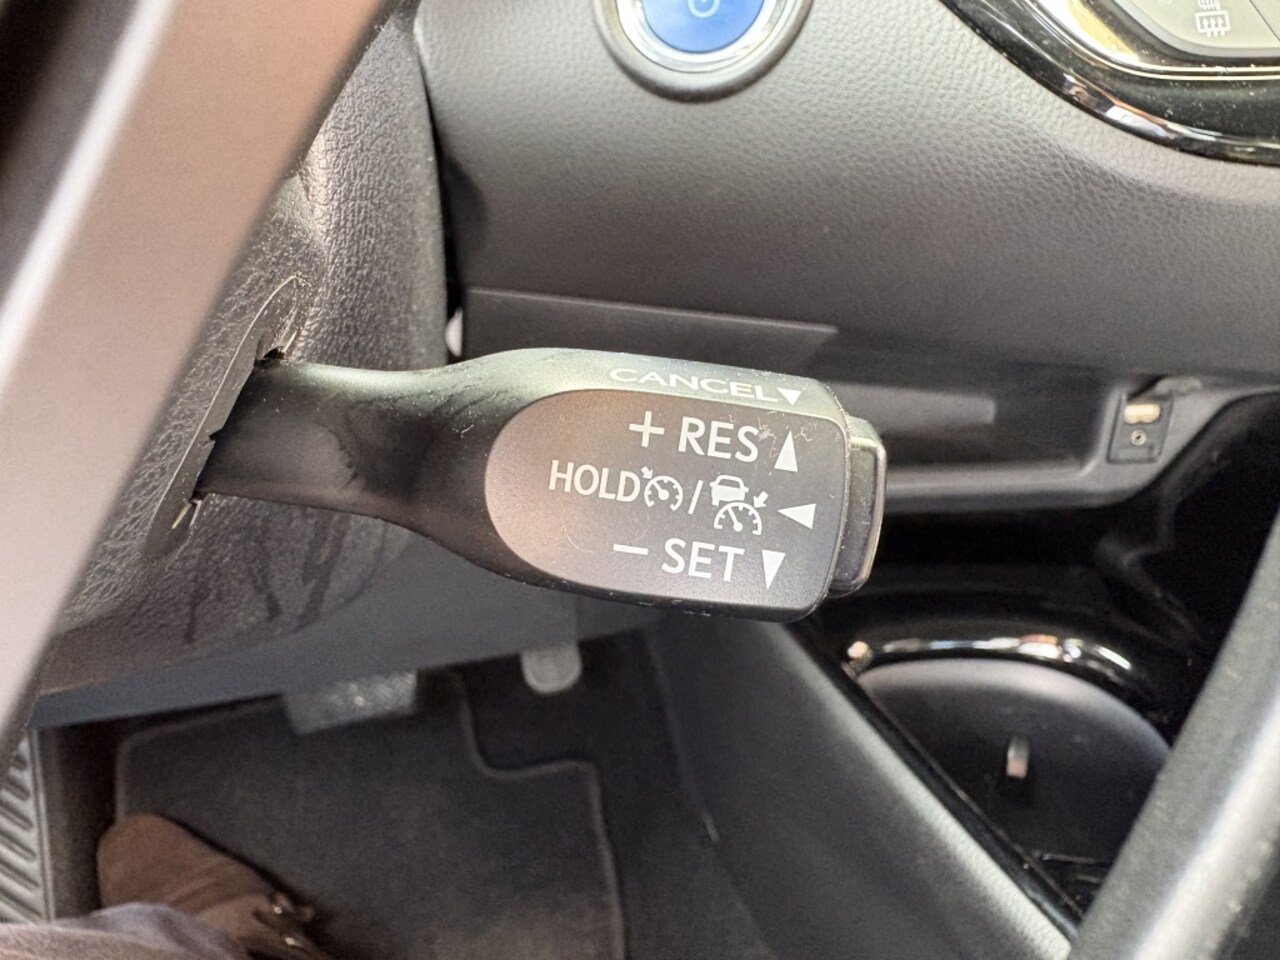 CANCEL▼
+ RES ▲
HOLD / ◀
− SET ▼